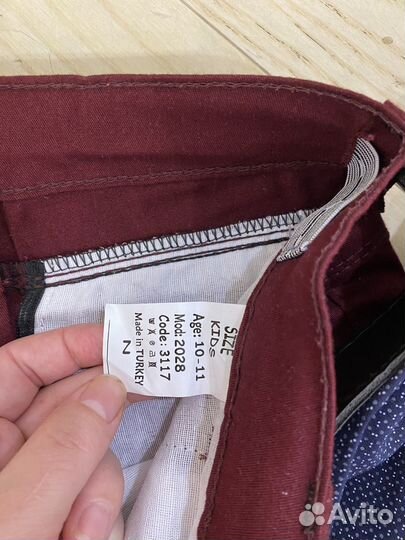 SIZE
KIDS
Age: 10-11
Mod: 2028
Code: 3117
Made in TURKEY
N
Avito